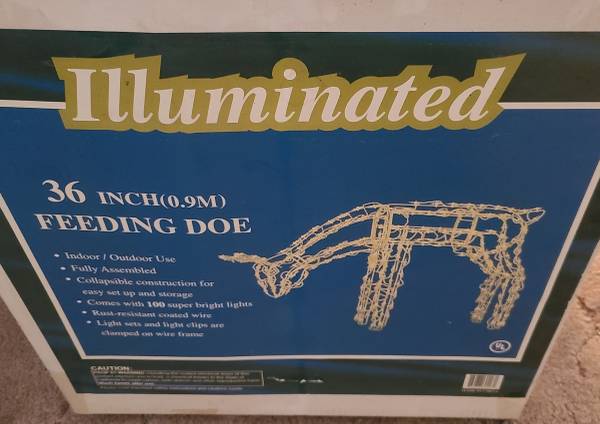 Illuminated
36 INCH(0.9M)
FEEDING DOE
• Indoor / Outdoor Use
• Fully Assembled
• Collapsible construction for
easy set up and storage
• Comes with 100 super bright lights
• Rust-resistant coated wire
• Light sets and light clips are
clamped on wire frame
UL
CAUTION: